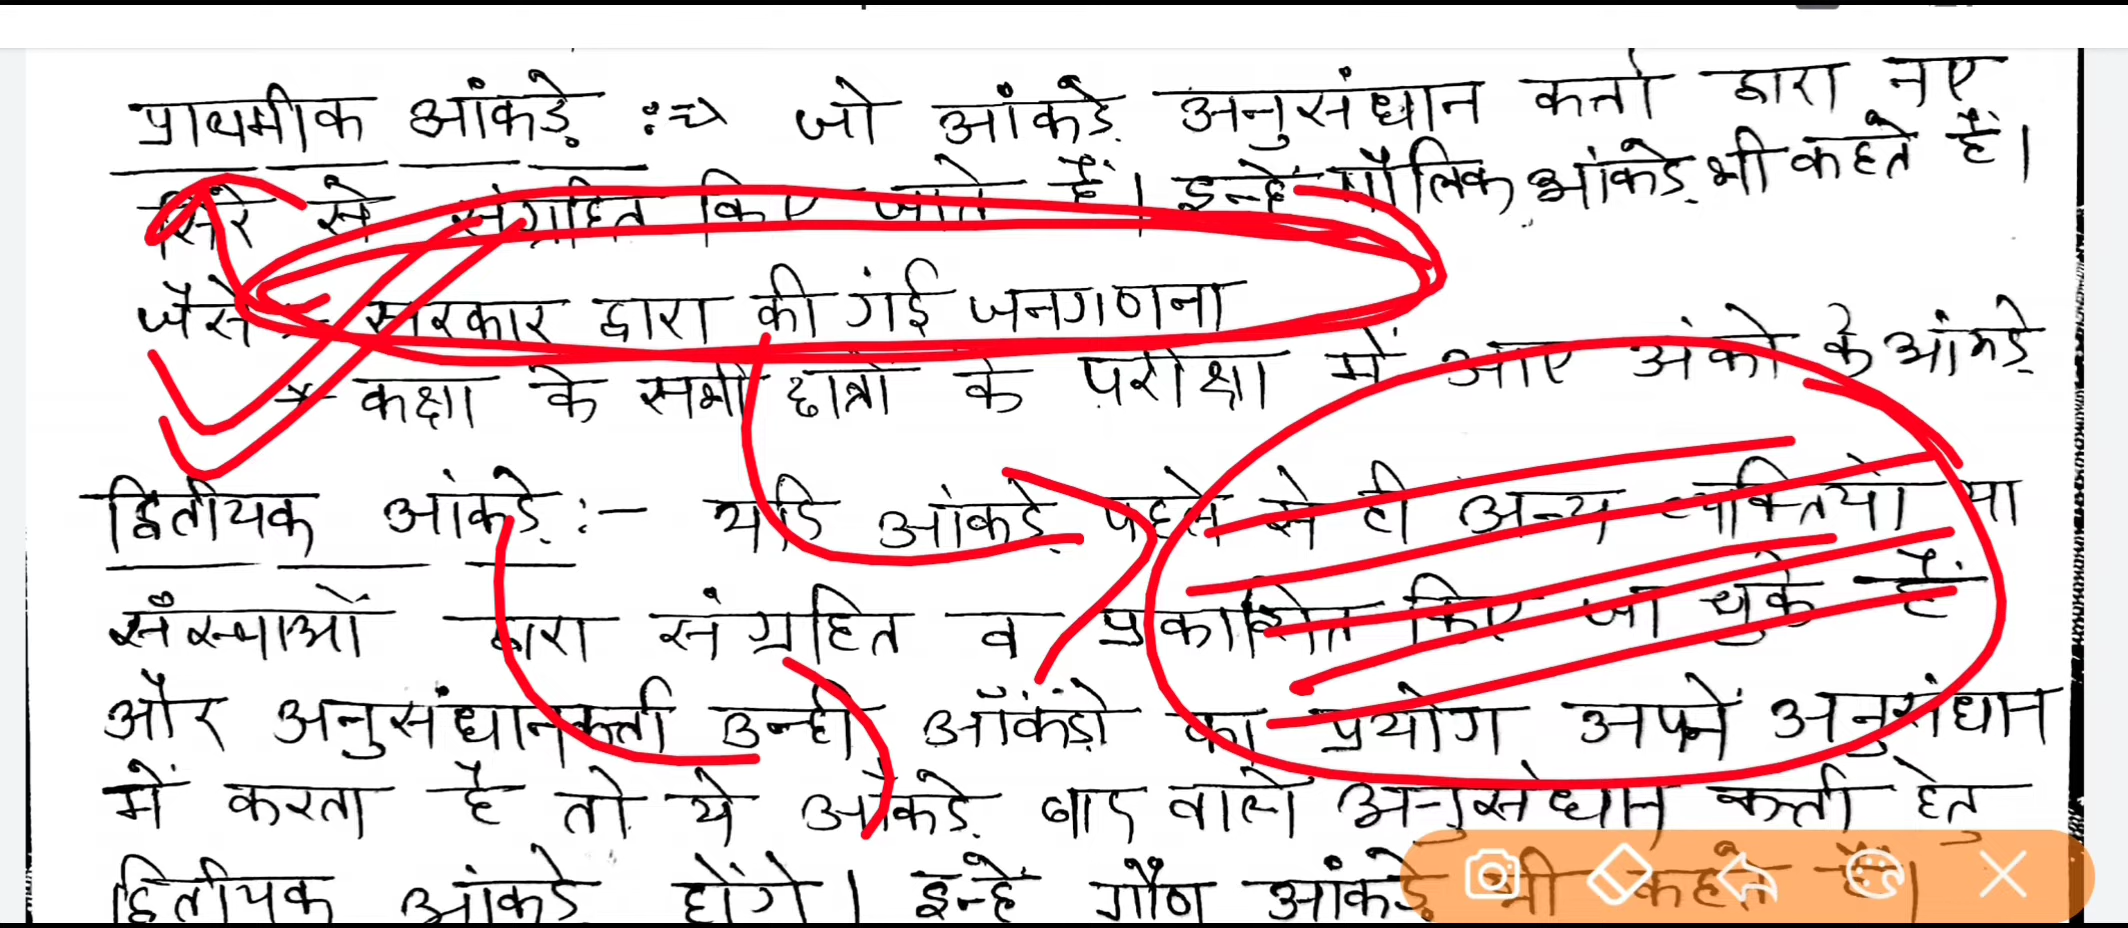 प्राथमीक आंकड़े :⇒ जो आंकड़े अनुसंधान कर्ता द्वारा नए
सिरे से संग्रहित किए जाते हैं। इन्हें मौलिक आंकड़े भी कहते हैं।
जैसे - सरकार द्वारा की गई जनगणना
* कक्षा के सभी छात्रों के परीक्षा में आए अंको के आंकड़े
द्वितीयक आंकड़े :- यदि आंकड़े पहले से ही अन्य व्यक्तियों या
संस्थाओं द्वारा संग्रहित व प्रकाशित किए जा चुके हैं
और अनुसंधानकर्ता उन्ही आँकंड़ो का प्रयोग अपने अनुसंधान
में करता है तो ये आंकड़े बाद वाले अनुसंधान कर्ता हेतु
द्वितीयक आंकड़े होंगे। इन्हें गौण आंकड़े भी कहते हैं।